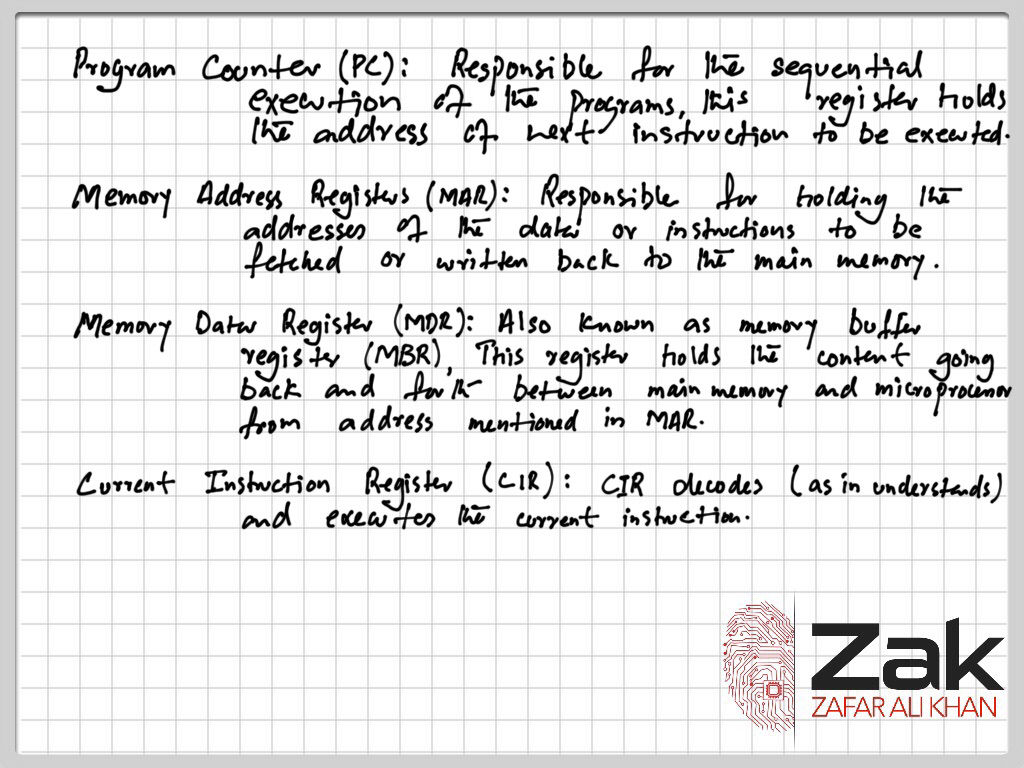 Program Counter (PC): Responsible for the sequential
execution of the programs, this register holds
the address of next instruction to be executed.
Memory Address Registers (MAR): Responsible for holding the
addresses of the data or instructions to be
fetched or written back to the main memory.
Memory Data Register (MDR): Also known as memory buffer
register (MBR), This register holds the content going
back and forth between main memory and microprocessor
from address mentioned in MAR.
Current Instruction Register (CIR): CIR decodes (as in understands)
and executes the current instruction.
Zak
ZAFAR ALI KHAN